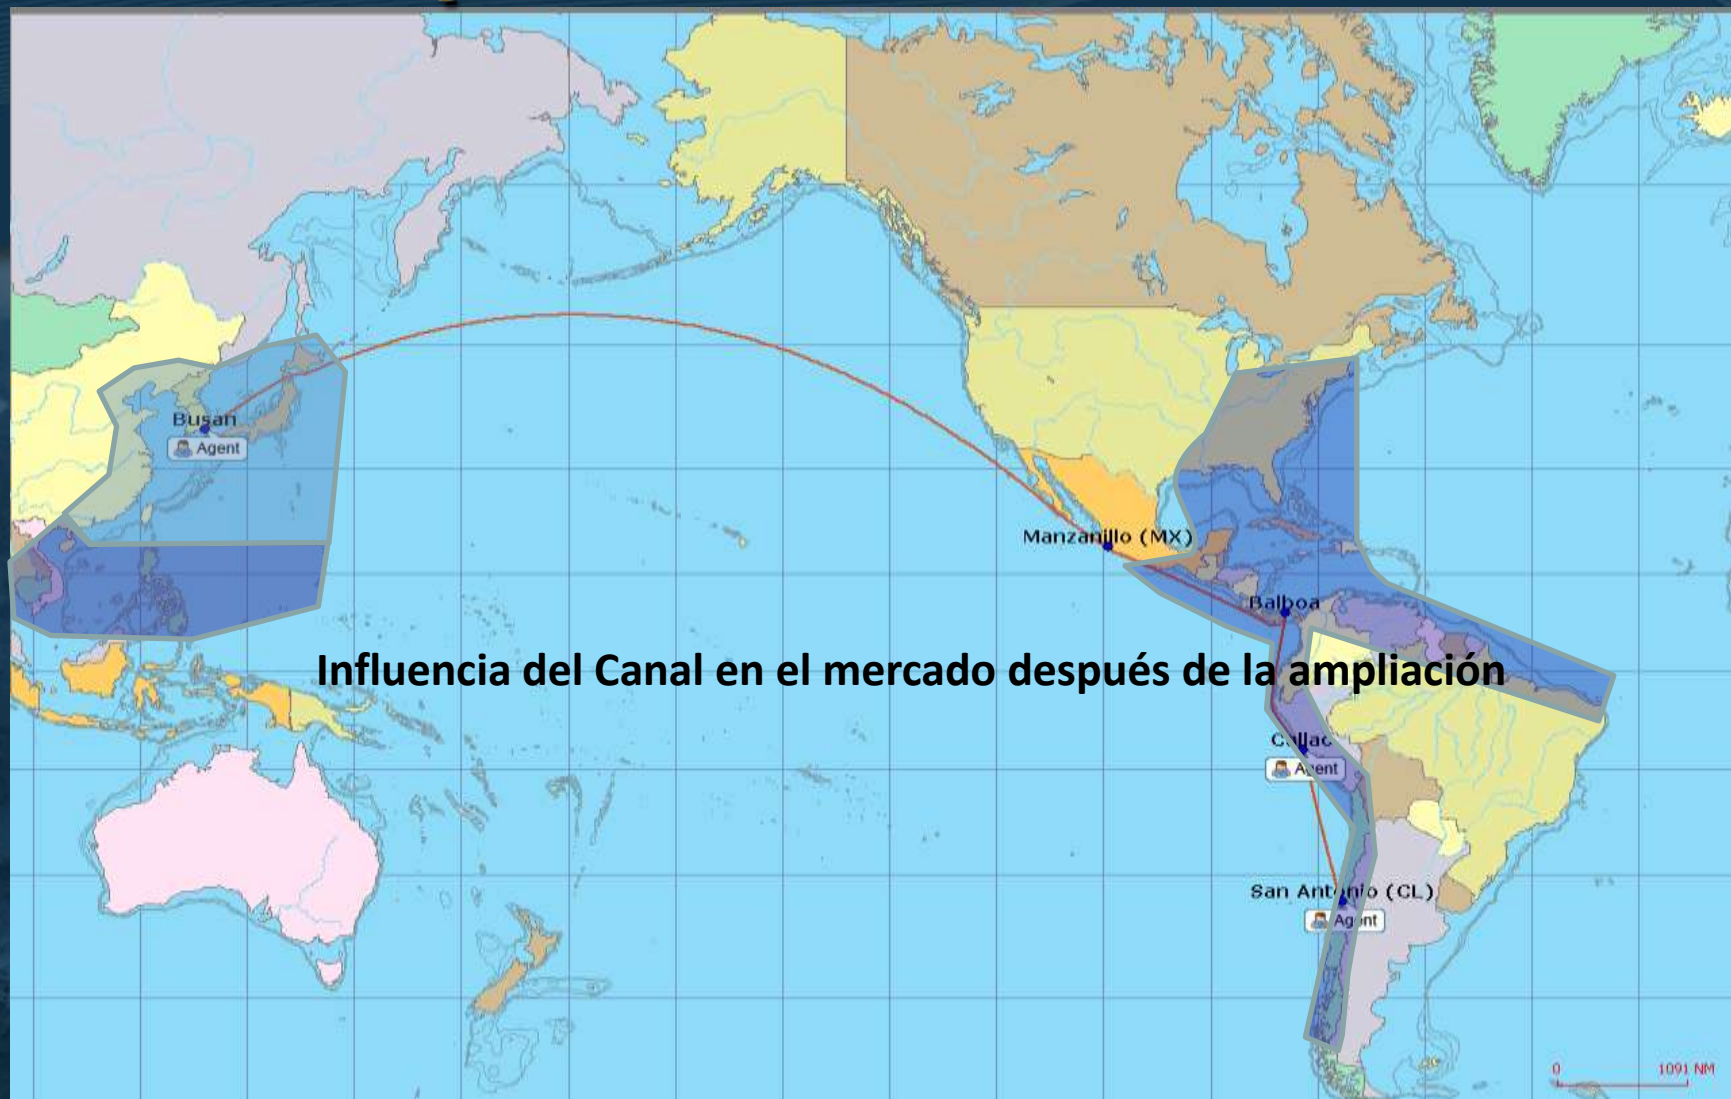 Busan
Agent
Manzanillo (MX)
Balboa
Influencia del Canal en el mercado después de la ampliación
Callao
Agent
San Antonio (CL)
Agent
0 1091 NM